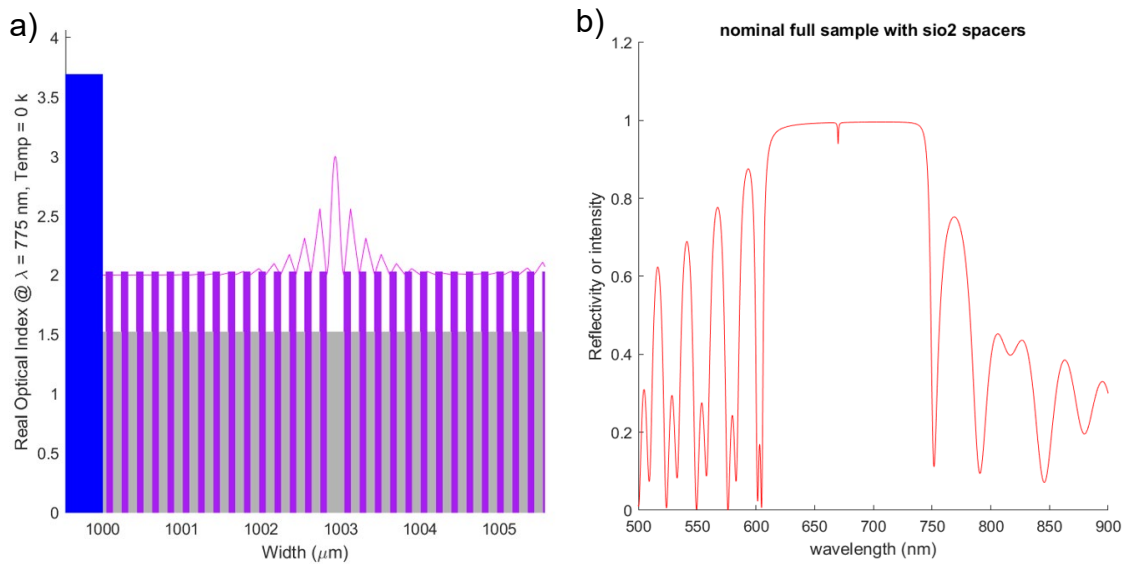 a)
Real Optical Index @ λ = 775 nm, Temp = 0 k
4
3.5
3
2.5
2
1.5
1
0.5
0
1000 1001 1002 1003 1004 1005
Width (μm)
b)
nominal full sample with sio2 spacers
Reflectivity or intensity
1.2
1
0.8
0.6
0.4
0.2
0
500 550 600 650 700 750 800 850 900
wavelength (nm)